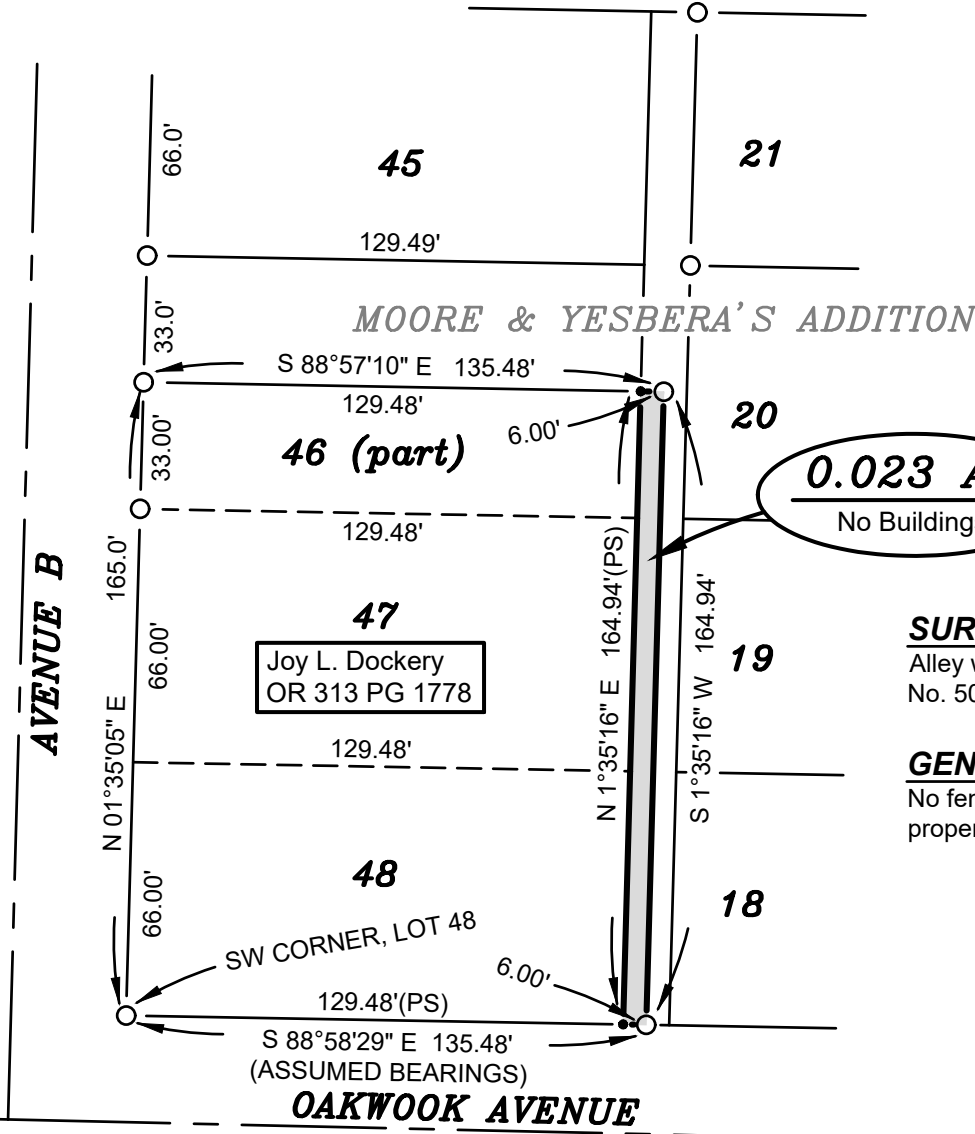 66.0'
45
21
129.49'
MOORE & YESBERA'S ADDITION
33.0'
S 88°57'10" E 135.48'
129.48'
33.00'
46 (part)
6.00'
20
0.023
No Building
129.48'
165.0'
AVENUE B
N 01°35'05" E
66.00'
47
Joy L. Dockery
OR 313 PG 1778
N 1°35'16" E 164.94'(PS)
S 1°35'16" W 164.94'
19
Alley
No. 50
129.48'
No
66.00'
48
18
SW CORNER, LOT 48
6.00'
129.48'(PS)
S 88°58'29" E 135.48'
(ASSUMED BEARINGS)
OAKWOOK AVENUE